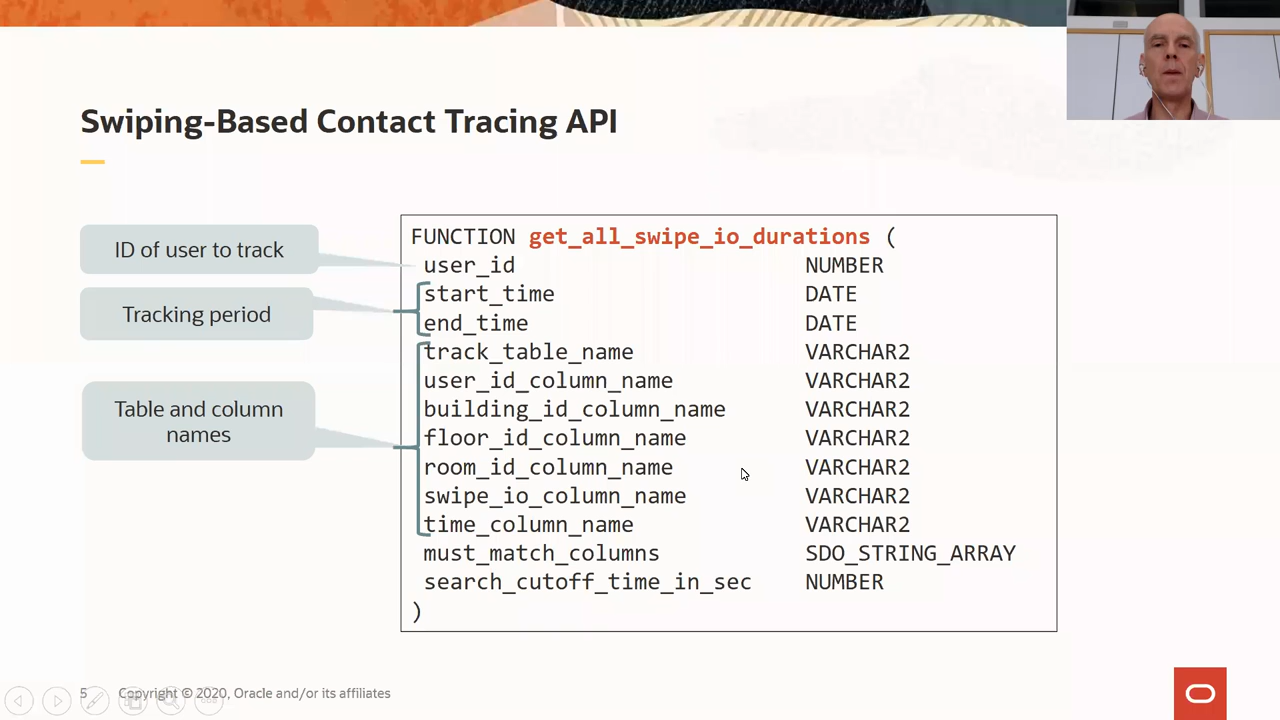 Swiping-Based Contact Tracing API
ID of user to track
Tracking period
Table and column
names
FUNCTION get_all_swipe_io_durations (
user_id NUMBER
start_time DATE
end_time DATE
track_table_name VARCHAR2
user_id_column_name VARCHAR2
building_id_column_name VARCHAR2
floor_id_column_name VARCHAR2
room_id_column_name VARCHAR2
swipe_io_column_name VARCHAR2
time_column_name VARCHAR2
must_match_columns SDO_STRING_ARRAY
search_cutoff_time_in_sec NUMBER
)
5 Copyright © 2020, Oracle and/or its affiliates